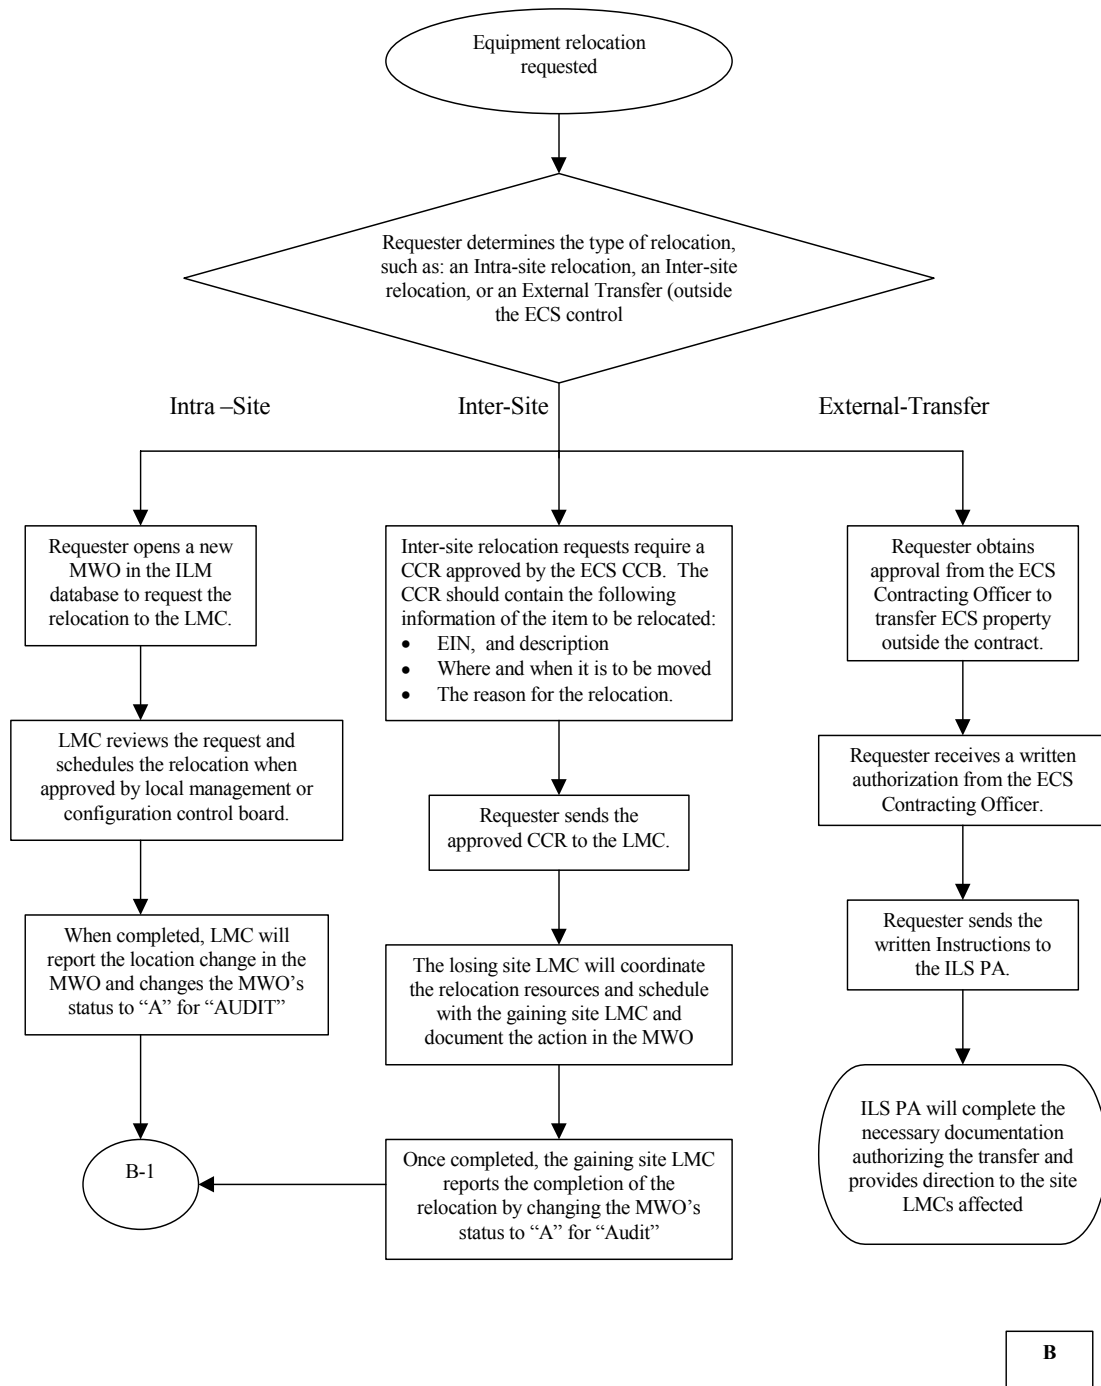 Equipment relocation
requested
Requester determines the type of relocation,
such as: an Intra-site relocation, an Inter-site
relocation, or an External Transfer (outside
the ECS control
Intra –Site
Inter-Site
External-Transfer
Requester opens a new
MWO in the ILM
database to request the
relocation to the LMC.
LMC reviews the request and
schedules the relocation when
approved by local management or
configuration control board.
When completed, LMC will
report the location change in the
MWO and changes the MWO’s
status to “A” for “AUDIT”
B-1
Inter-site relocation requests require a
CCR approved by the ECS CCB.  The
CCR should contain the following
information of the item to be relocated:
• EIN,  and description
• Where and when it is to be moved
• The reason for the relocation.
Requester sends the
approved CCR to the LMC.
The losing site LMC will coordinate
the relocation resources and schedule
with the gaining site LMC and
document the action in the MWO
Once completed, the gaining site LMC
reports the completion of the
relocation by changing the MWO’s
status to “A” for “Audit”
Requester obtains
approval from the ECS
Contracting Officer to
transfer ECS property
outside the contract.
Requester receives a written
authorization from the ECS
Contracting Officer.
Requester sends the
written Instructions to
the ILS PA.
ILS PA will complete the
necessary documentation
authorizing the transfer and
provides direction to the site
LMCs affected
B